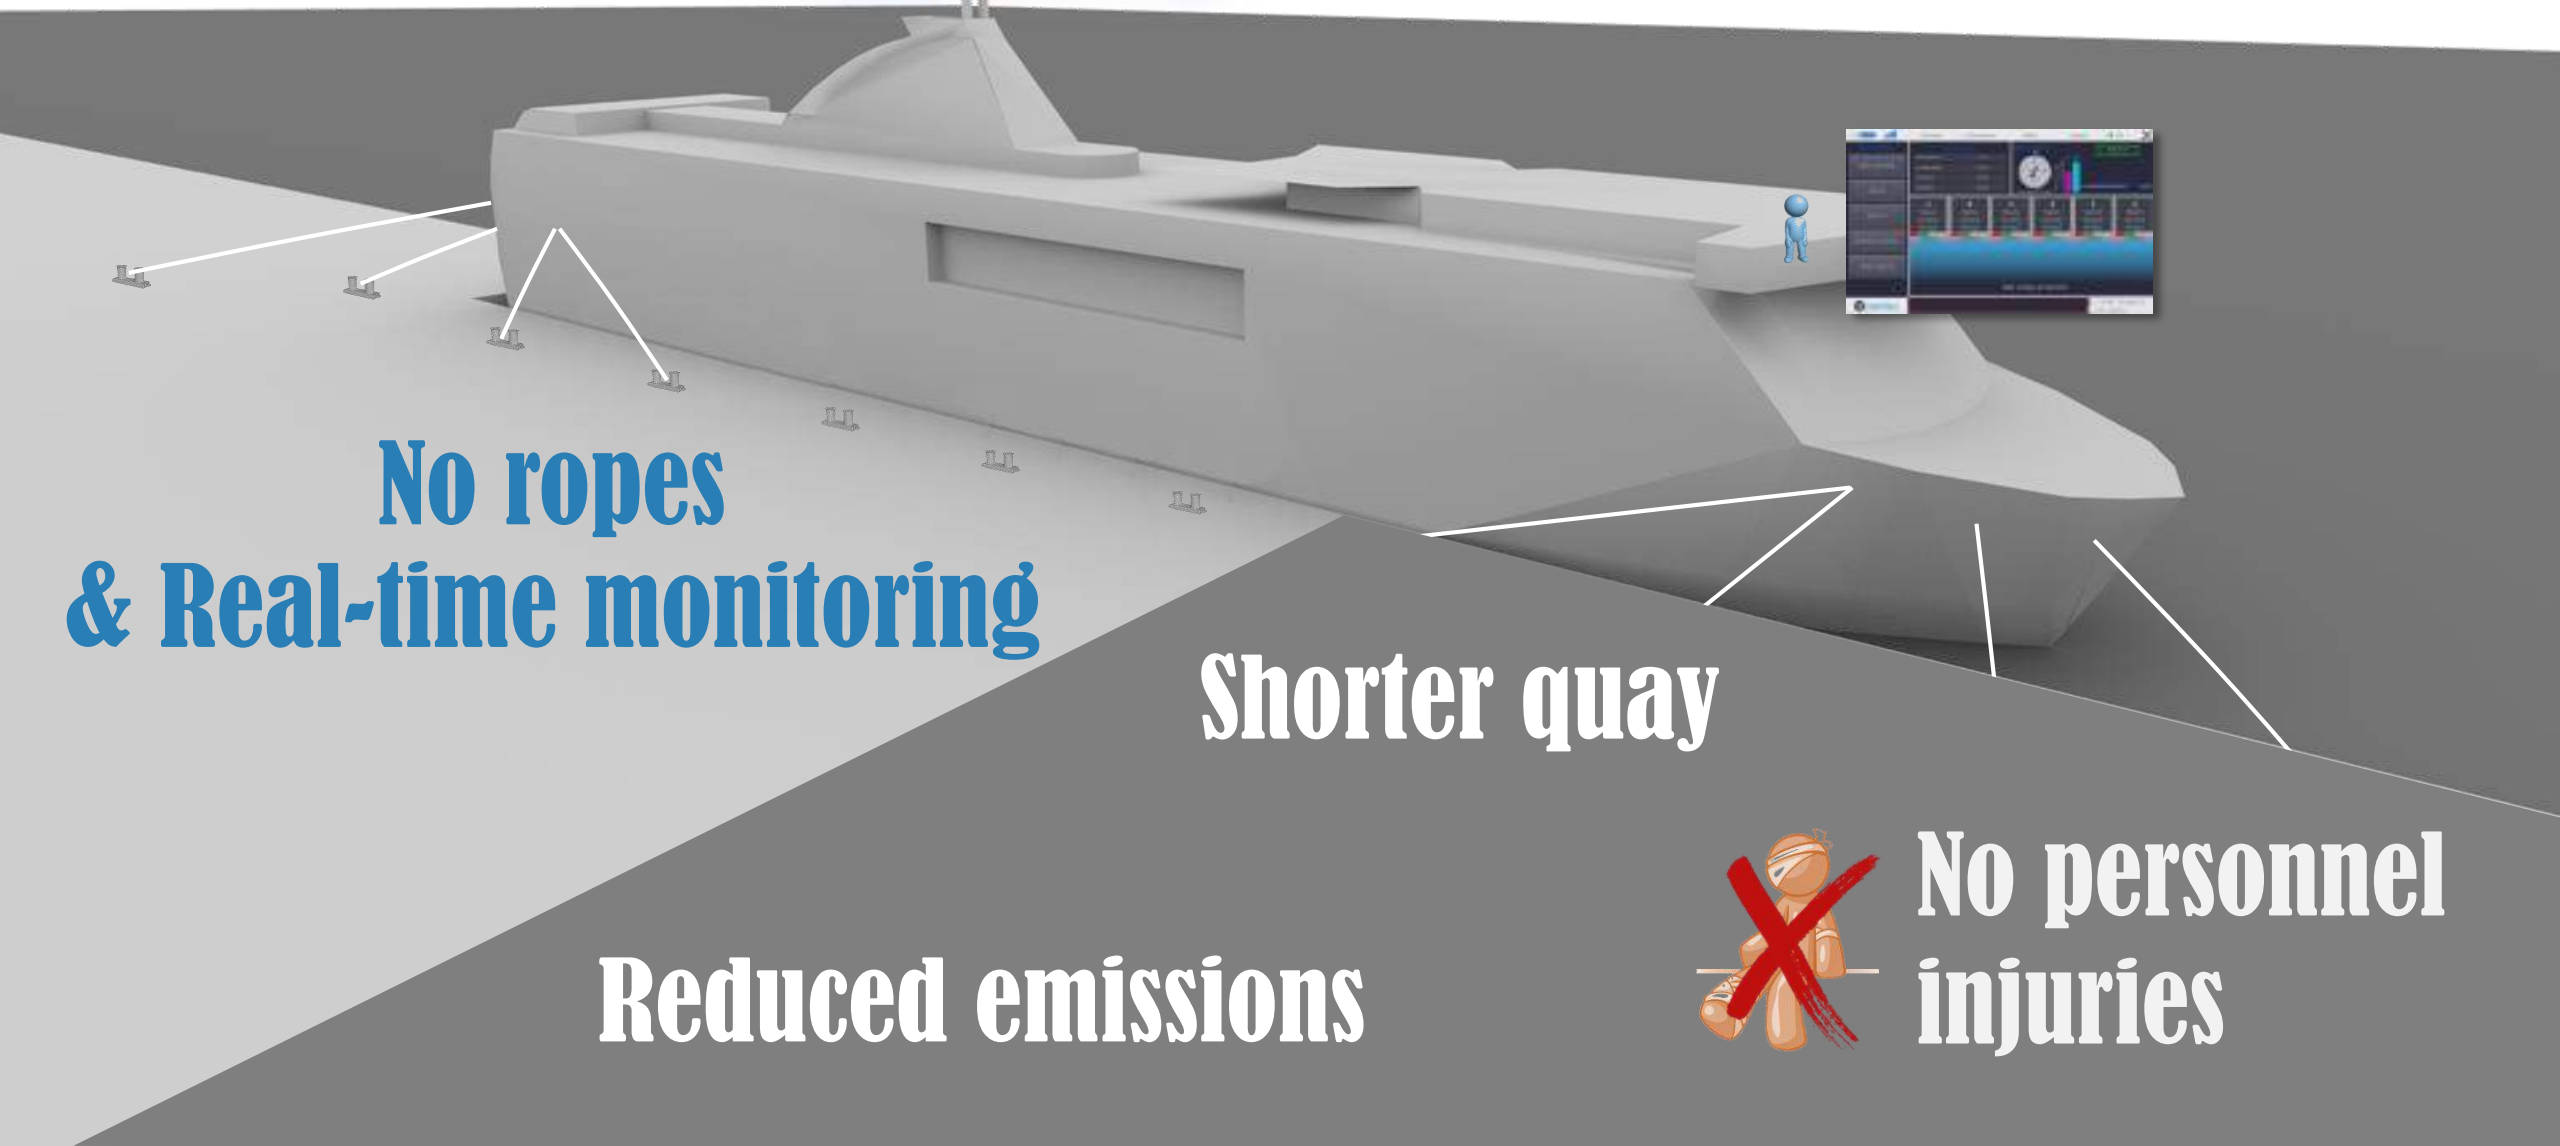 No ropes
& Real-time monitoring
Shorter quay
No personnel
injuries
Reduced emissions